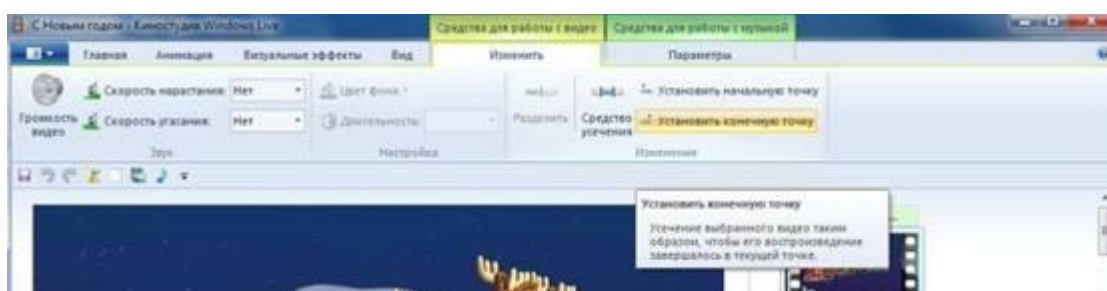 С Новым годом - Киностудия Windows Live
Средства для работы с видео
Средства для работы с музыкой
Главная
Анимация
Визуальные эффекты
Вид
Изменить
Параметры
Громкость
видео
Скорость нарастания: Нет
Скорость угасания: Нет
Звук
Цвет фона
Длительность:
Настройка
Разделить
Средство
усечения
Установить начальную точку
Установить конечную точку
Изменение
Установить конечную точку
Усечение выбранного видео таким
образом, чтобы его воспроизведение
завершалось в текущей точке.